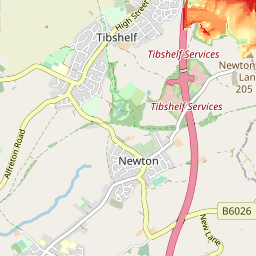 High Street
Tibshelf
Tibshelf Services
Newton
Lan
205
Tibshelf Services
Alfreton Road
Newton
B6026
New Lane